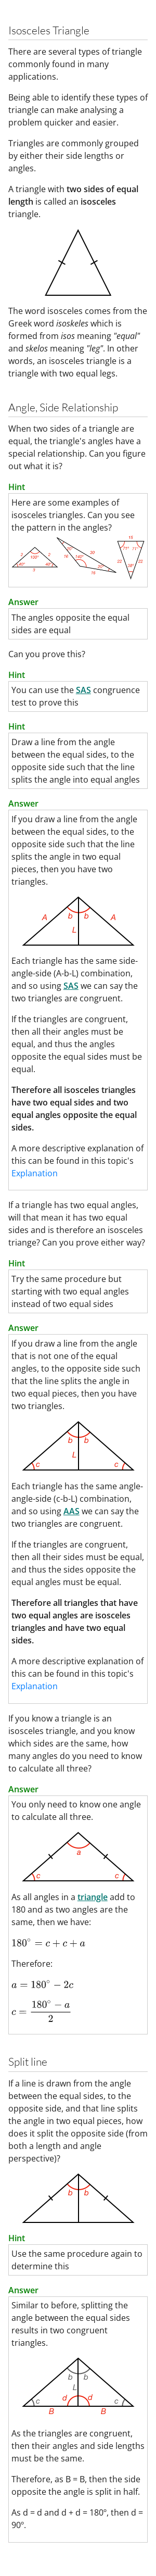 Isosceles Triangle
There are several types of triangle
commonly found in many
applications.
Being able to identify these types of
triangle can make analysing a
problem quicker and easier.
Triangles are commonly grouped
by either their side lengths or
angles.
A triangle with two sides of equal
length is called an isosceles
triangle.
The word isosceles comes from the
Greek word isoskeles which is
formed from isos meaning "equal"
and skelos meaning "leg". In other
words, an isosceles triangle is a
triangle with two equal legs.
Angle, Side Relationship
When two sides of a triangle are
equal, the triangle's angles have a
special relationship. Can you figure
out what it is?
Hint
Here are some examples of
isosceles triangles. Can you see
the pattern in the angles?
Answer
The angles opposite the equal
sides are equal
Can you prove this?
Hint
You can use the SAS congruence
test to prove this
Hint
Draw a line from the angle
between the equal sides, to the
opposite side such that the line
splits the angle into equal angles
Answer
If you draw a line from the angle
between the equal sides, to the
opposite side such that the line
splits the angle in two equal
pieces, then you have two
triangles.
A b b A
L
Each triangle has the same side-
angle-side (A-b-L) combination,
and so using SAS we can say the
two triangles are congruent.
If the triangles are congruent,
then all their angles must be
equal, and thus the angles
opposite the equal sides must be
equal.
Therefore all isosceles triangles
have two equal sides and two
equal angles opposite the equal
sides.
A more descriptive explanation of
this can be found in this topic's
Explanation
If a triangle has two equal angles,
will that mean it has two equal
sides and is therefore an isosceles
triange? Can you prove either way?
Hint
Try the same procedure but
starting with two equal angles
instead of two equal sides
Answer
If you draw a line from the angle
that is not one of the equal
angles, to the opposite side such
that the line splits the angle in
two equal pieces, then you have
two triangles.
b b
L
c c
Each triangle has the same angle-
angle-side (c-b-L) combination,
and so using AAS we can say the
two triangles are congruent.
If the triangles are congruent,
then all their sides must be equal,
and thus the sides opposite the
equal angles must be equal.
Therefore all triangles that have
two equal angles are isosceles
triangles and have two equal
sides.
A more descriptive explanation of
this can be found in this topic's
Explanation
If you know a triangle is an
isosceles triangle, and you know
which sides are the same, how
many angles do you need to know
to calculate all three?
Answer
You only need to know one angle
to calculate all three.
a
c c
As all angles in a triangle add to
180 and as two angles are the
same, then we have:
180° = c + c + a
Therefore:
a = 180° − 2c
c = (180° − a) / 2
Split line
If a line is drawn from the angle
between the equal sides, to the
opposite side, and that line splits
the angle in two equal pieces, how
does it split the opposite side (from
both a length and angle
perspective)?
b b
Hint
Use the same procedure again to
determine this
Answer
Similar to before, splitting the
angle between the equal sides
results in two congruent
triangles.
b b
L
c d d c
B B
As the triangles are congruent,
then their angles and side lengths
must be the same.
Therefore, as B = B, then the side
opposite the angle is split in half.
As d = d and d + d = 180º, then d =
90º.